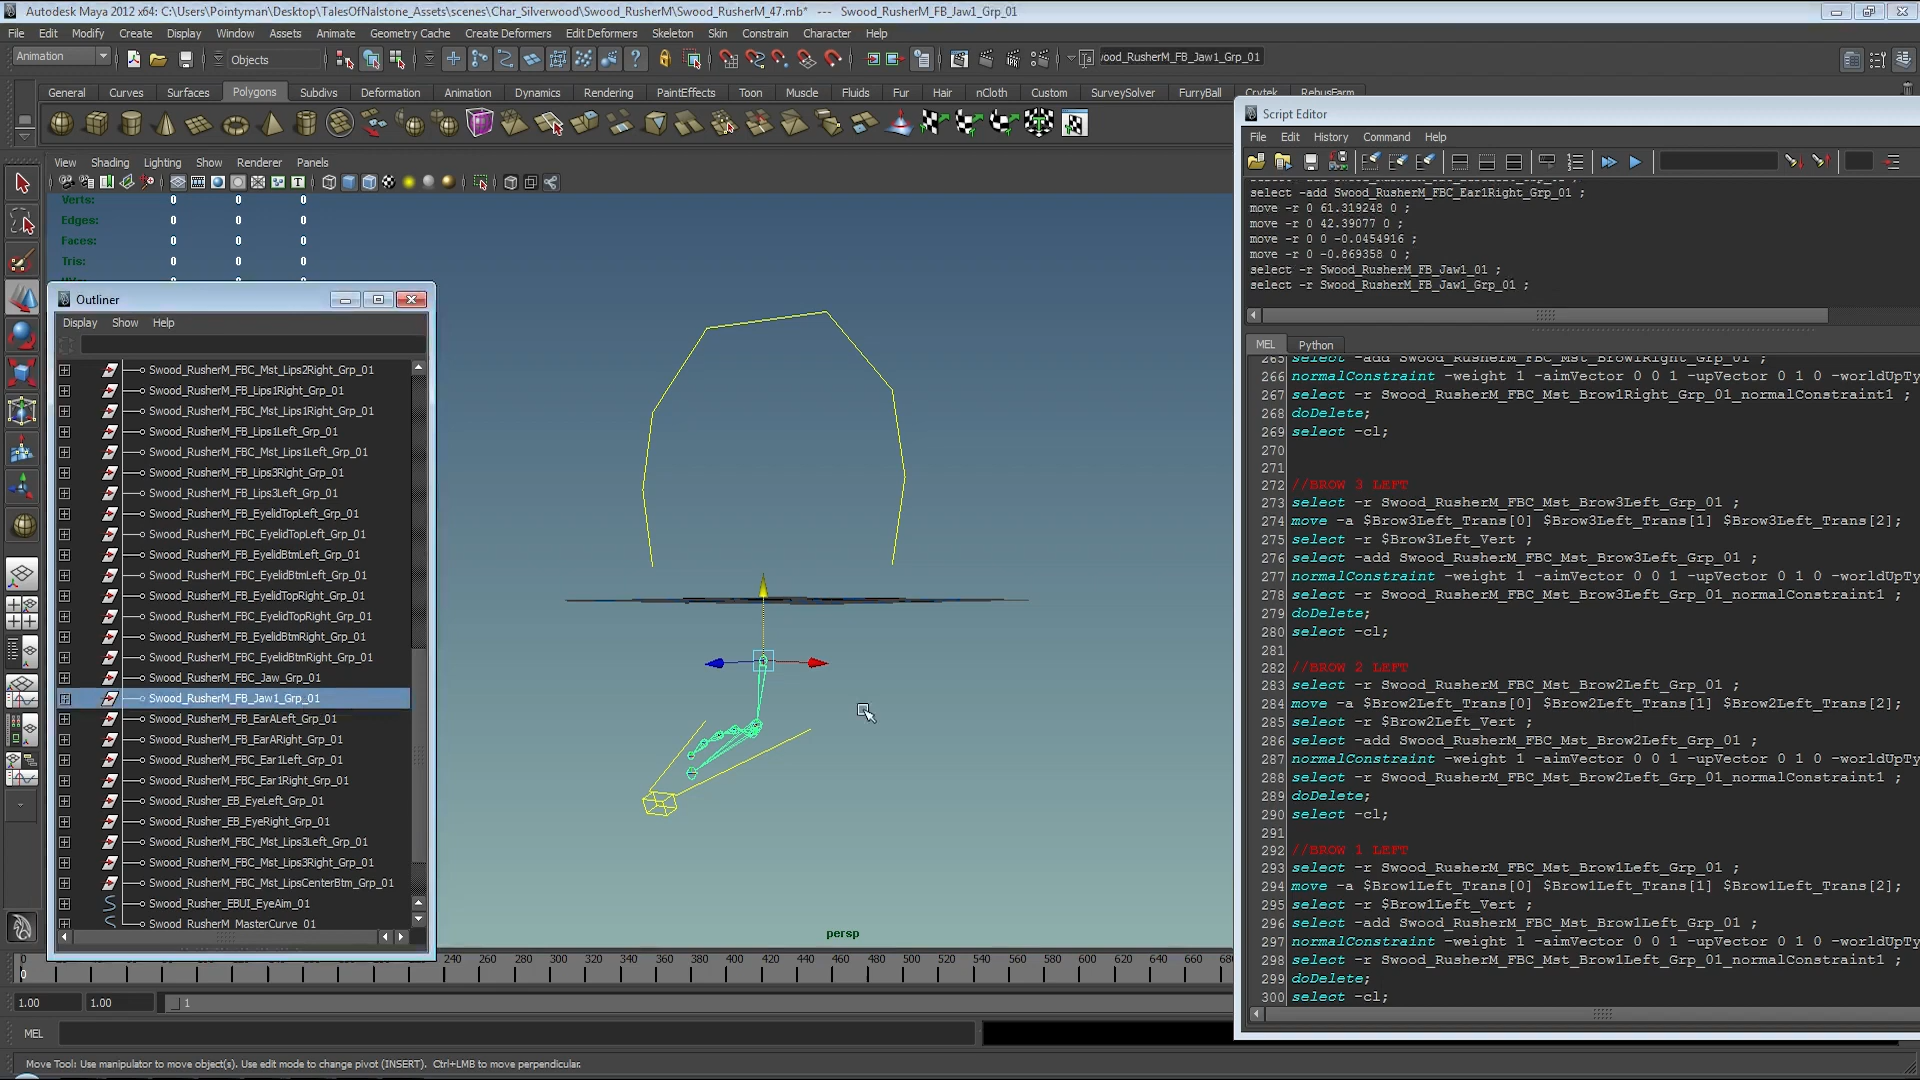 Autodesk Maya 2012 x64: C:\Users\Pointyman\Desktop\TalesOfNalstone_Assets\scenes\Char_Silverwood\Swood_RusherM\Swood_RusherM_47.mb* --- Swood_RusherM_FB_Jaw1_Grp_01
File Edit Modify Create Display Window Assets Animate Geometry Cache Create Deformers Edit Deformers Skeleton Skin Constrain Character Help
Animation Objects ood_RusherM_FB_Jaw1_Grp_01
General Curves Surfaces Polygons Subdivs Deformation Animation Dynamics Rendering PaintEffects Toon Muscle Fluids Fur Hair nCloth Custom SurveySolver FurryBall Crytek RebusFarm
View Shading Lighting Show Renderer Panels
Verts: 0 0 0
Edges: 0 0 0
Faces: 0 0 0
Tris: 0 0 0
Outliner
Display Show Help
Swood_RusherM_FBC_Mst_Lips2Right_Grp_01
Swood_RusherM_FB_Lips1Right_Grp_01
Swood_RusherM_FBC_Mst_Lips1Right_Grp_01
Swood_RusherM_FB_Lips1Left_Grp_01
Swood_RusherM_FBC_Mst_Lips1Left_Grp_01
Swood_RusherM_FB_Lips3Right_Grp_01
Swood_RusherM_FB_Lips3Left_Grp_01
Swood_RusherM_FB_EyelidTopLeft_Grp_01
Swood_RusherM_FBC_EyelidTopLeft_Grp_01
Swood_RusherM_FB_EyelidBtmLeft_Grp_01
Swood_RusherM_FBC_EyelidBtmLeft_Grp_01
Swood_RusherM_FB_EyelidTopRight_Grp_01
Swood_RusherM_FBC_EyelidTopRight_Grp_01
Swood_RusherM_FB_EyelidBtmRight_Grp_01
Swood_RusherM_FBC_EyelidBtmRight_Grp_01
Swood_RusherM_FBC_Jaw_Grp_01
Swood_RusherM_FB_Jaw1_Grp_01
Swood_RusherM_FB_EarALeft_Grp_01
Swood_RusherM_FB_EarARight_Grp_01
Swood_RusherM_FBC_Ear1Left_Grp_01
Swood_RusherM_FBC_Ear1Right_Grp_01
Swood_Rusher_EB_EyeLeft_Grp_01
Swood_Rusher_EB_EyeRight_Grp_01
Swood_RusherM_FBC_Mst_Lips3Left_Grp_01
Swood_RusherM_FBC_Mst_Lips3Right_Grp_01
Swood_RusherM_FBC_Mst_LipsCenterBtm_Grp_01
Swood_Rusher_EBUI_EyeAim_01
Swood_RusherM_MasterCurve_01
persp
Script Editor
File Edit History Command Help
select -add Swood_RusherM_FBC_Ear1Right_Grp_01 ;
move -r 0 61.319248 0 ;
move -r 0 42.39077 0 ;
move -r 0 0 -0.0454916 ;
move -r 0 -0.869358 0 ;
select -r Swood_RusherM_FB_Jaw1_01 ;
select -r Swood_RusherM_FB_Jaw1_Grp_01 ;
MEL Python
265 select -add Swood_RusherM_FBC_Mst_Brow1Right_Grp_01 ;
266 normalConstraint -weight 1 -aimVector 0 0 1 -upVector 0 1 0 -worldUpTy
267 select -r Swood_RusherM_FBC_Mst_Brow1Right_Grp_01_normalConstraint1 ;
268 doDelete;
269 select -cl;
270
271
272 //BROW 3 LEFT
273 select -r Swood_RusherM_FBC_Mst_Brow3Left_Grp_01 ;
274 move -a $Brow3Left_Trans[0] $Brow3Left_Trans[1] $Brow3Left_Trans[2];
275 select -r $Brow3Left_Vert ;
276 select -add Swood_RusherM_FBC_Mst_Brow3Left_Grp_01 ;
277 normalConstraint -weight 1 -aimVector 0 0 1 -upVector 0 1 0 -worldUpTy
278 select -r Swood_RusherM_FBC_Mst_Brow3Left_Grp_01_normalConstraint1 ;
279 doDelete;
280 select -cl;
281
282 //BROW 2 LEFT
283 select -r Swood_RusherM_FBC_Mst_Brow2Left_Grp_01 ;
284 move -a $Brow2Left_Trans[0] $Brow2Left_Trans[1] $Brow2Left_Trans[2];
285 select -r $Brow2Left_Vert ;
286 select -add Swood_RusherM_FBC_Mst_Brow2Left_Grp_01 ;
287 normalConstraint -weight 1 -aimVector 0 0 1 -upVector 0 1 0 -worldUpTy
288 select -r Swood_RusherM_FBC_Mst_Brow2Left_Grp_01_normalConstraint1 ;
289 doDelete;
290 select -cl;
291
292 //BROW 1 LEFT
293 select -r Swood_RusherM_FBC_Mst_Brow1Left_Grp_01 ;
294 move -a $Brow1Left_Trans[0] $Brow1Left_Trans[1] $Brow1Left_Trans[2];
295 select -r $Brow1Left_Vert ;
296 select -add Swood_RusherM_FBC_Mst_Brow1Left_Grp_01 ;
297 normalConstraint -weight 1 -aimVector 0 0 1 -upVector 0 1 0 -worldUpTy
298 select -r Swood_RusherM_FBC_Mst_Brow1Left_Grp_01_normalConstraint1 ;
299 doDelete;
300 select -cl;
0 240 260 280 300 320 340 360 380 400 420 440 460 480 500 520 540 560 580 600 620 640 660
0
1.00 1.00 1
MEL
Move Tool: Use manipulator to move object(s). Use edit mode to change pivot (INSERT). Ctrl+LMB to move perpendicular.